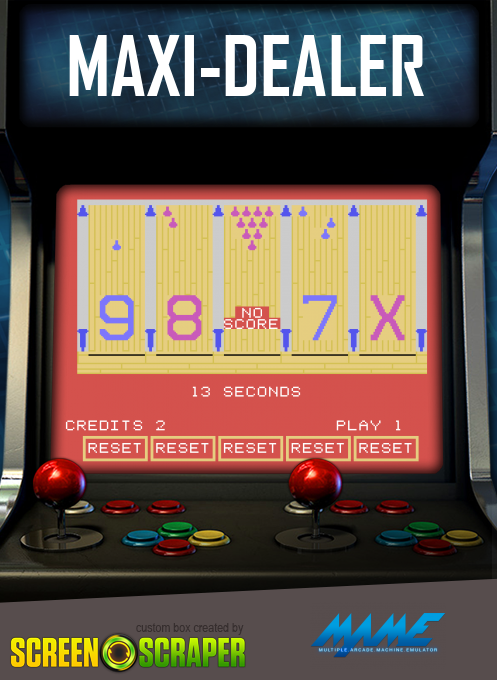 MAXI-DEALER
9 8 NO SCORE 7 X
13 SECONDS
CREDITS 2 PLAY 1
RESET RESET RESET RESET RESET
custom box created by
SCREEN SCRAPER
MAME
MULTIPLE ARCADE MACHINE EMULATOR